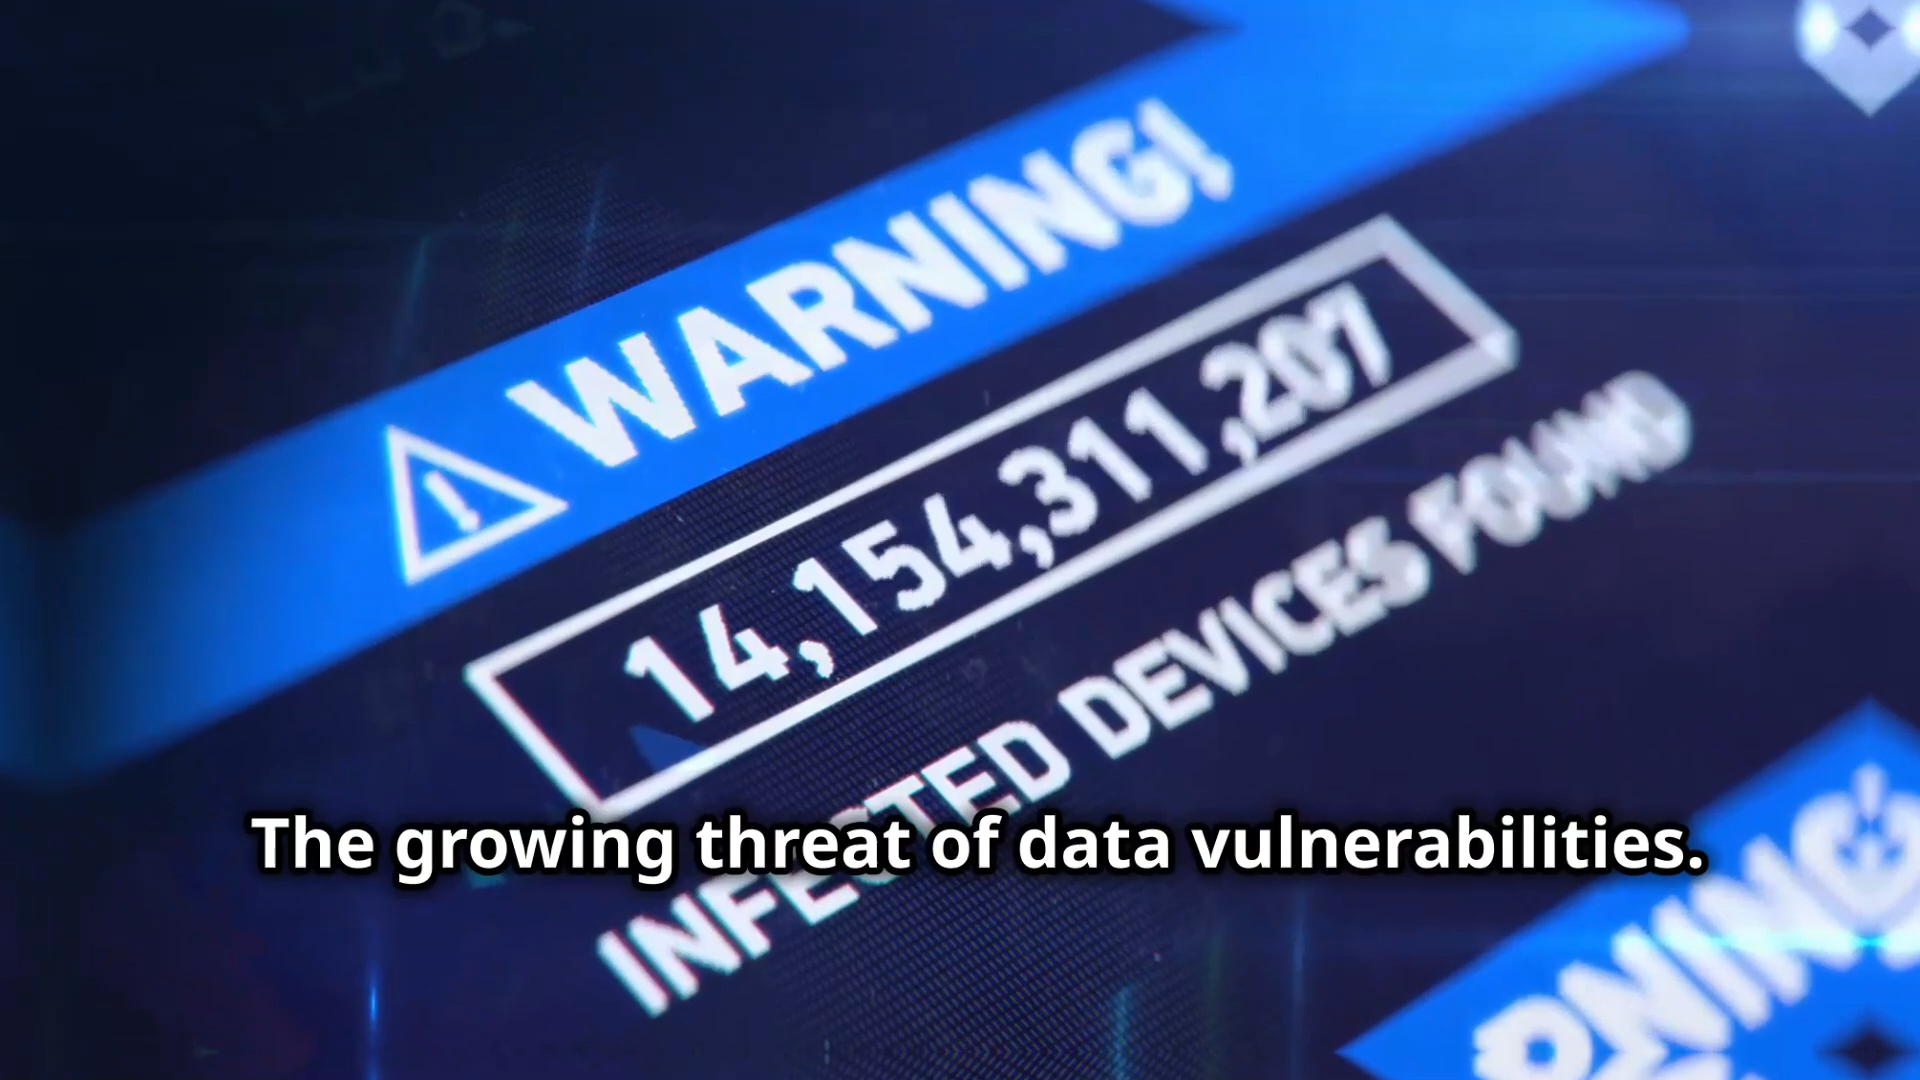 WARNING!
14,154,311,207
INFECTED DEVICES FOUND
The growing threat of data vulnerabilities.